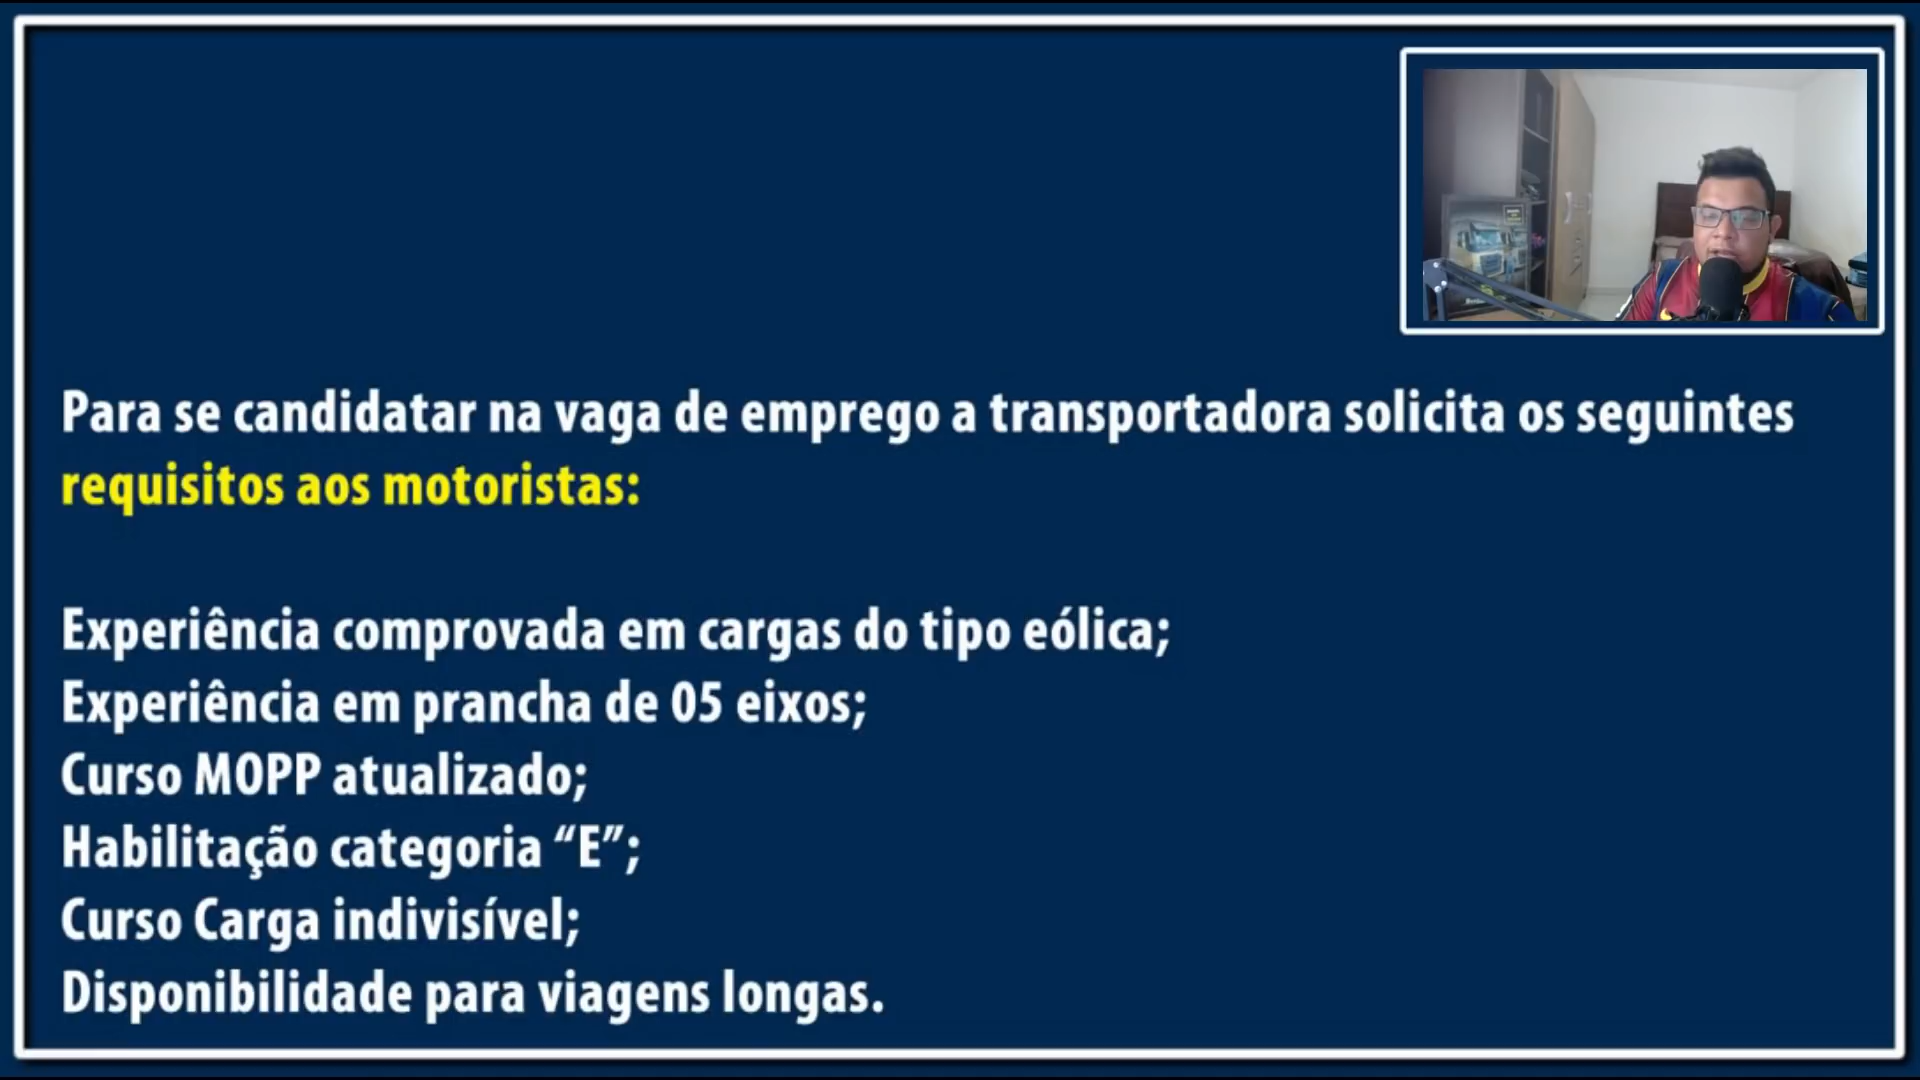 Para se candidatar na vaga de emprego a transportadora solicita os seguintes
requisitos aos motoristas:
Experiência comprovada em cargas do tipo eólica;
Experiência em prancha de 05 eixos;
Curso MOPP atualizado;
Habilitação categoria “E”;
Curso Carga indivisível;
Disponibilidade para viagens longas.